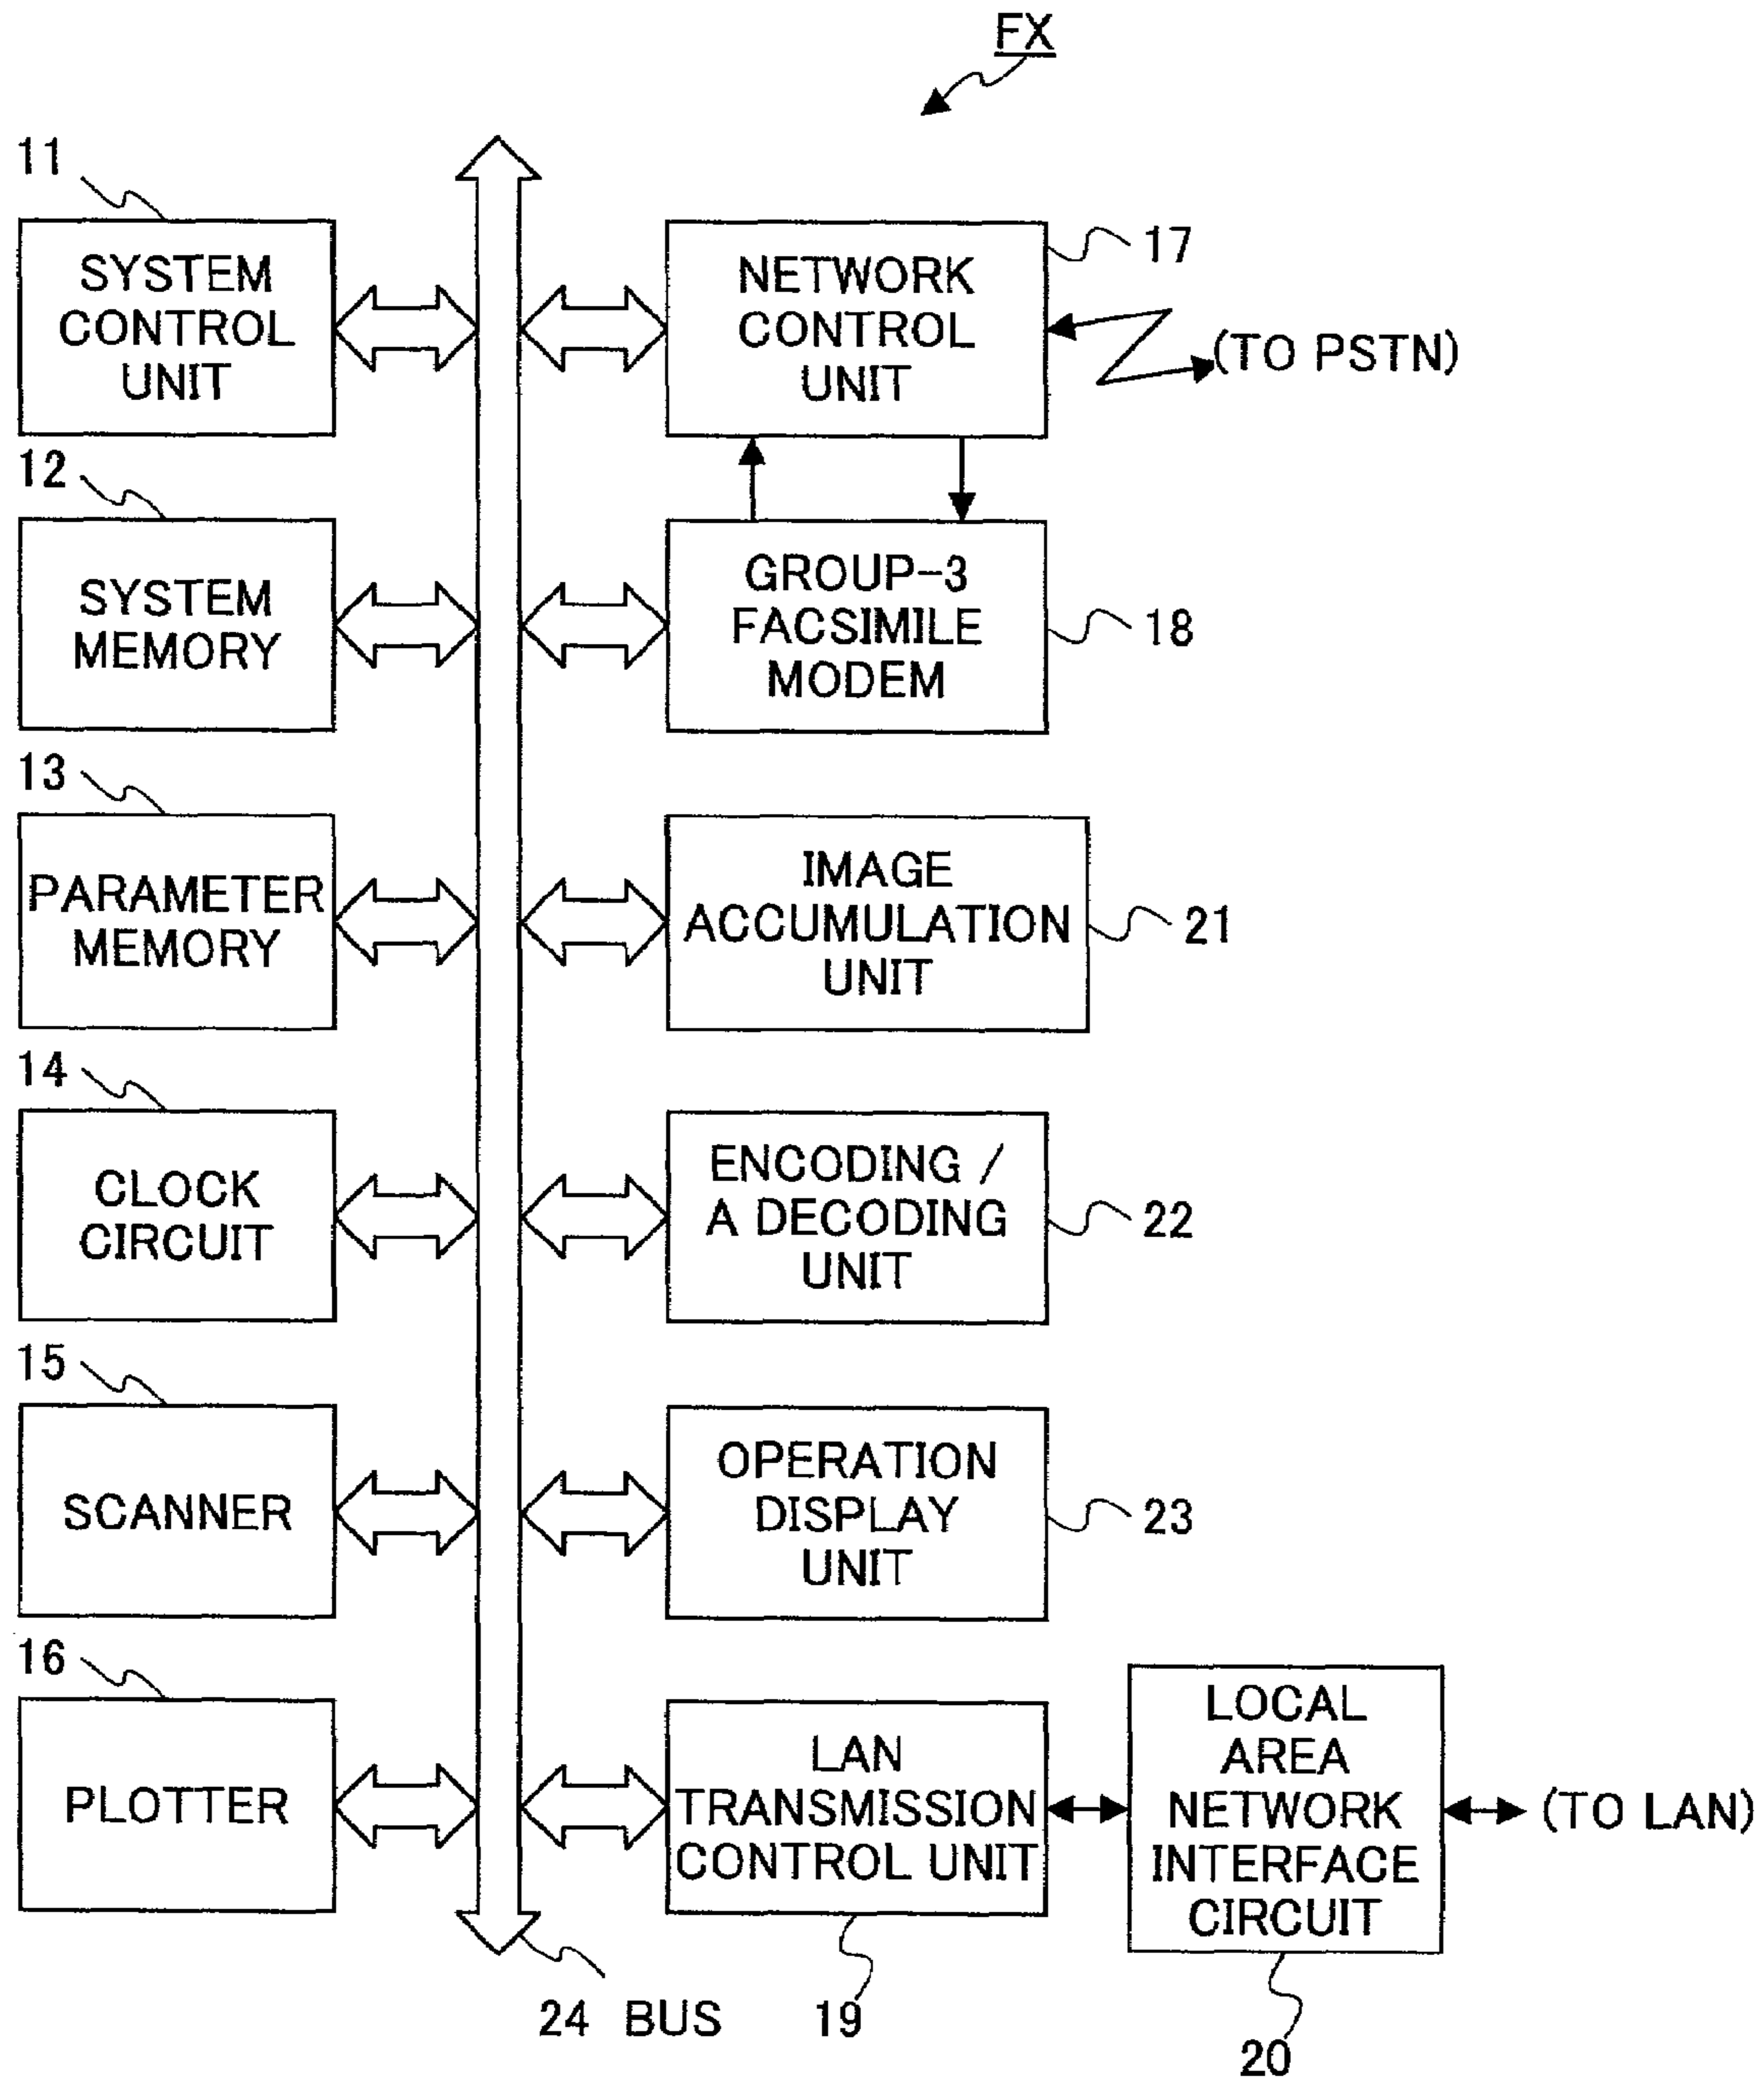 FX
11
SYSTEM
CONTROL
UNIT
17
NETWORK
CONTROL
UNIT
(TO PSTN)
12
SYSTEM
MEMORY
GROUP-3
FACSIMILE
MODEM
18
13
PARAMETER
MEMORY
IMAGE
ACCUMULATION
UNIT
21
14
CLOCK
CIRCUIT
ENCODING /
A DECODING
UNIT
22
15
SCANNER
OPERATION
DISPLAY
UNIT
23
16
PLOTTER
LAN
TRANSMISSION
CONTROL UNIT
LOCAL
AREA
NETWORK
INTERFACE
CIRCUIT
(TO LAN)
24 BUS
19
20